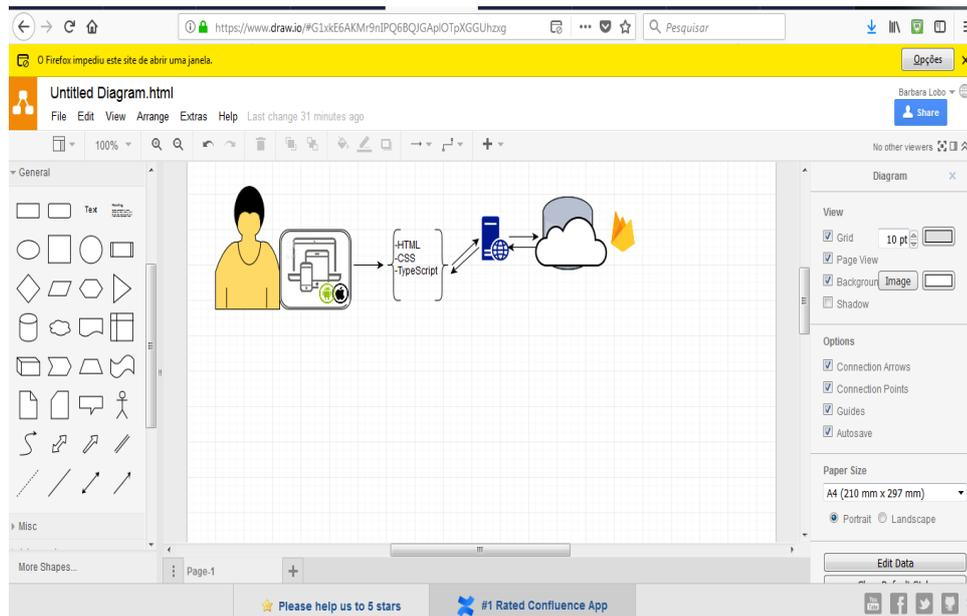 https://www.draw.io/#G1xkE6AKMr9nIPQ6BQJGAplOTpXGGUhzxg
Pesquisar
O Firefox impediu este site de abrir uma janela.
Opções
Untitled Diagram.html
Barbara Lobo
File Edit View Arrange Extras Help Last change 31 minutes ago
Share
100%
No other viewers
General
Diagram
Text
Heading
View
Grid 10 pt
Page View
Backgroun Image
Shadow
-HTML
-CSS
-TypeScript
Options
Connection Arrows
Connection Points
Guides
Autosave
Paper Size
A4 (210 mm x 297 mm)
Portrait Landscape
Misc
Edit Data
More Shapes...
Page-1
Please help us to 5 stars
#1 Rated Confluence App
You Tube